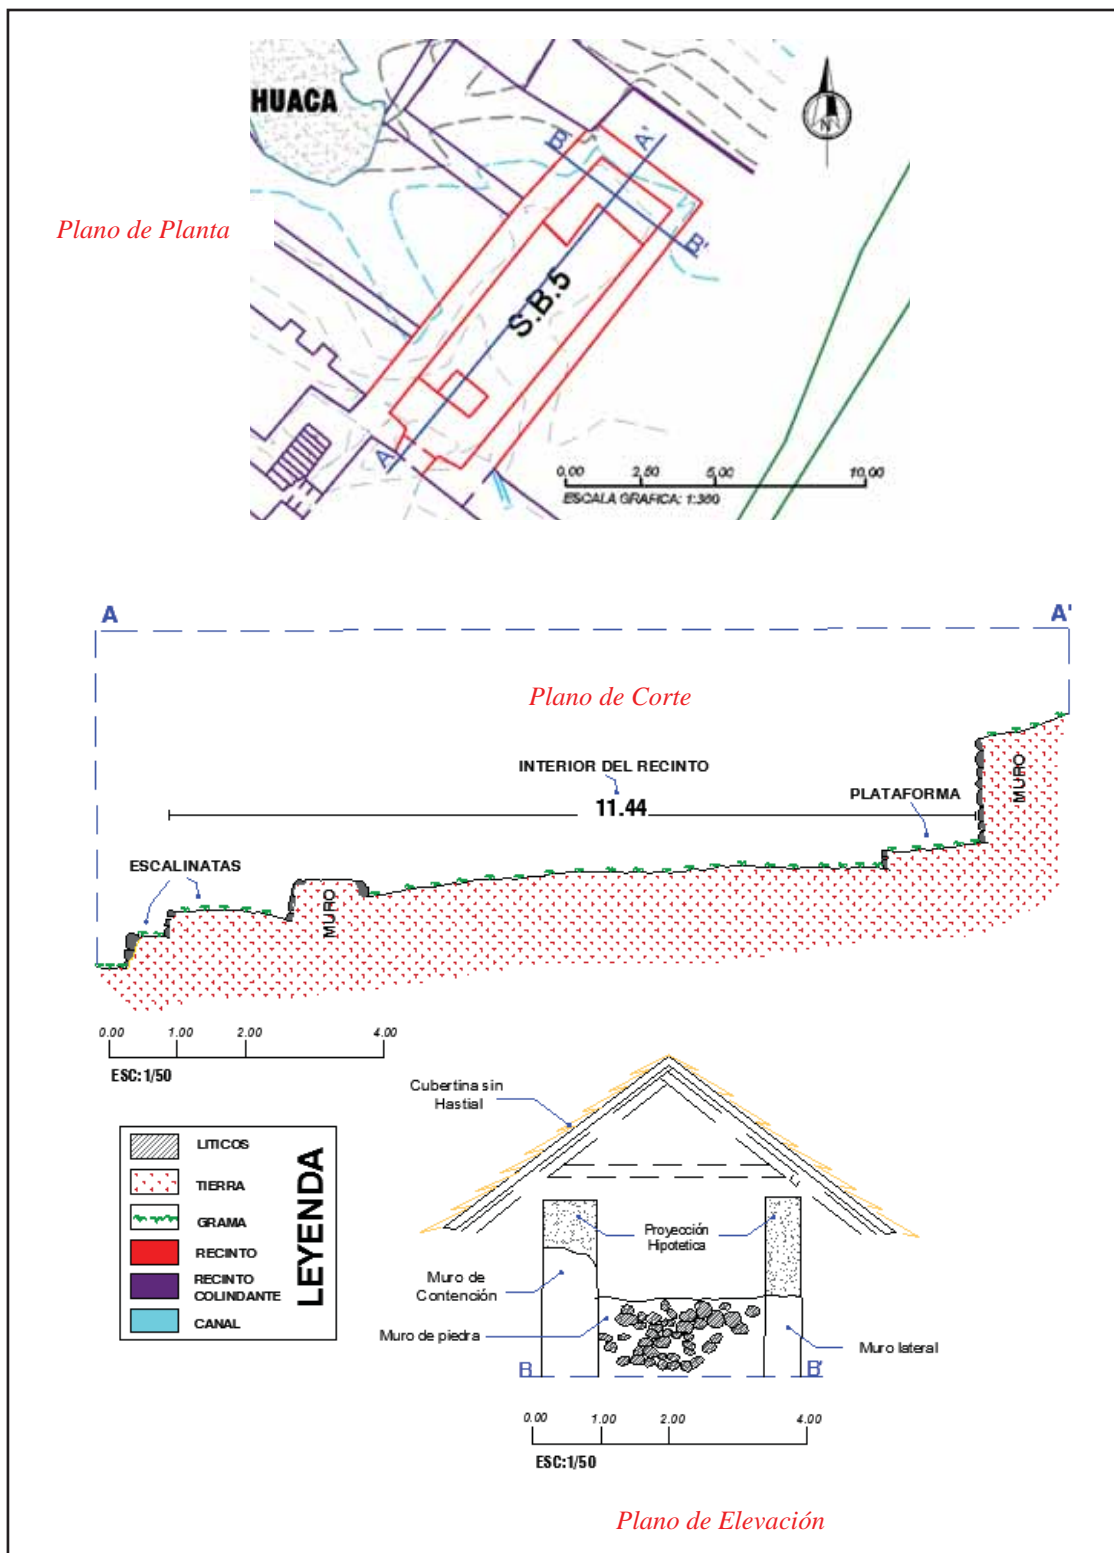 HUACA
N
Plano de Planta
B
A'
B'
S.B.5
A
0,00 2,50 5,00 10,00
ESCALA GRAFICA: 1:300
A
A'
Plano de Corte
INTERIOR DEL RECINTO
11.44
PLATAFORMA
MURO
ESCALINATAS
MURO
0.00 1.00 2.00 4.00
ESC: 1/50
Cubertina sin
Hastial
LEYENDA
LITICOS
TIERRA
GRAMA
RECINTO
RECINTO
COLINDANTE
CANAL
Proyección
Hipotetica
Muro de
Contención
Muro de piedra
Muro lateral
B
B'
0.00 1.00 2.00 4.00
ESC:1/50
Plano de Elevación